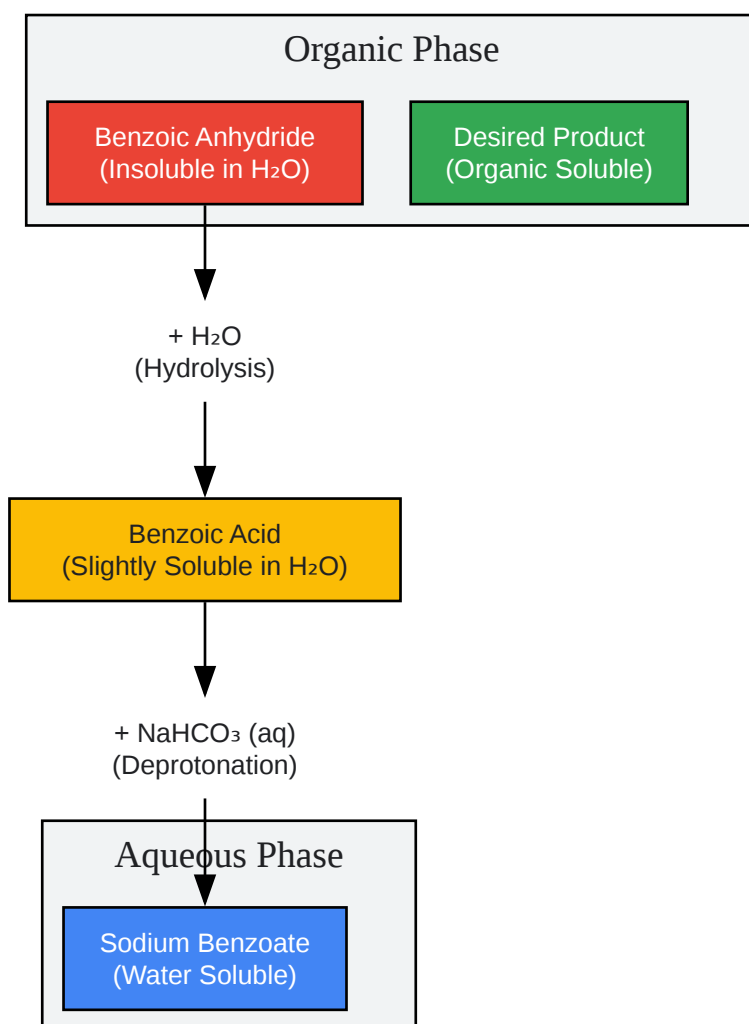 Organic Phase
Benzoic Anhydride
(Insoluble in H₂O)
Desired Product
(Organic Soluble)
+ H₂O
(Hydrolysis)
Benzoic Acid
(Slightly Soluble in H₂O)
+ NaHCO₃ (aq)
(Deprotonation)
Aqueous Phase
Sodium Benzoate
(Water Soluble)